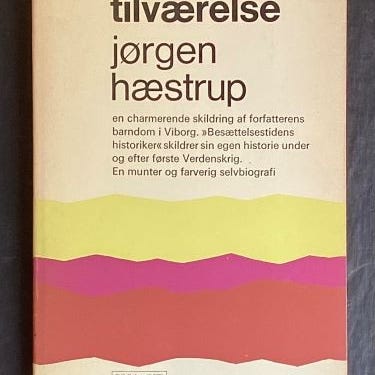 tilværelse
jørgen
hæstrup
en charmerende skildring af forfatterens
barndom i Viborg. »Besættelsestidens
historiker« skildrer sin egen historie under
og efter første Verdenskrig.
En munter og farverig selvbiografi